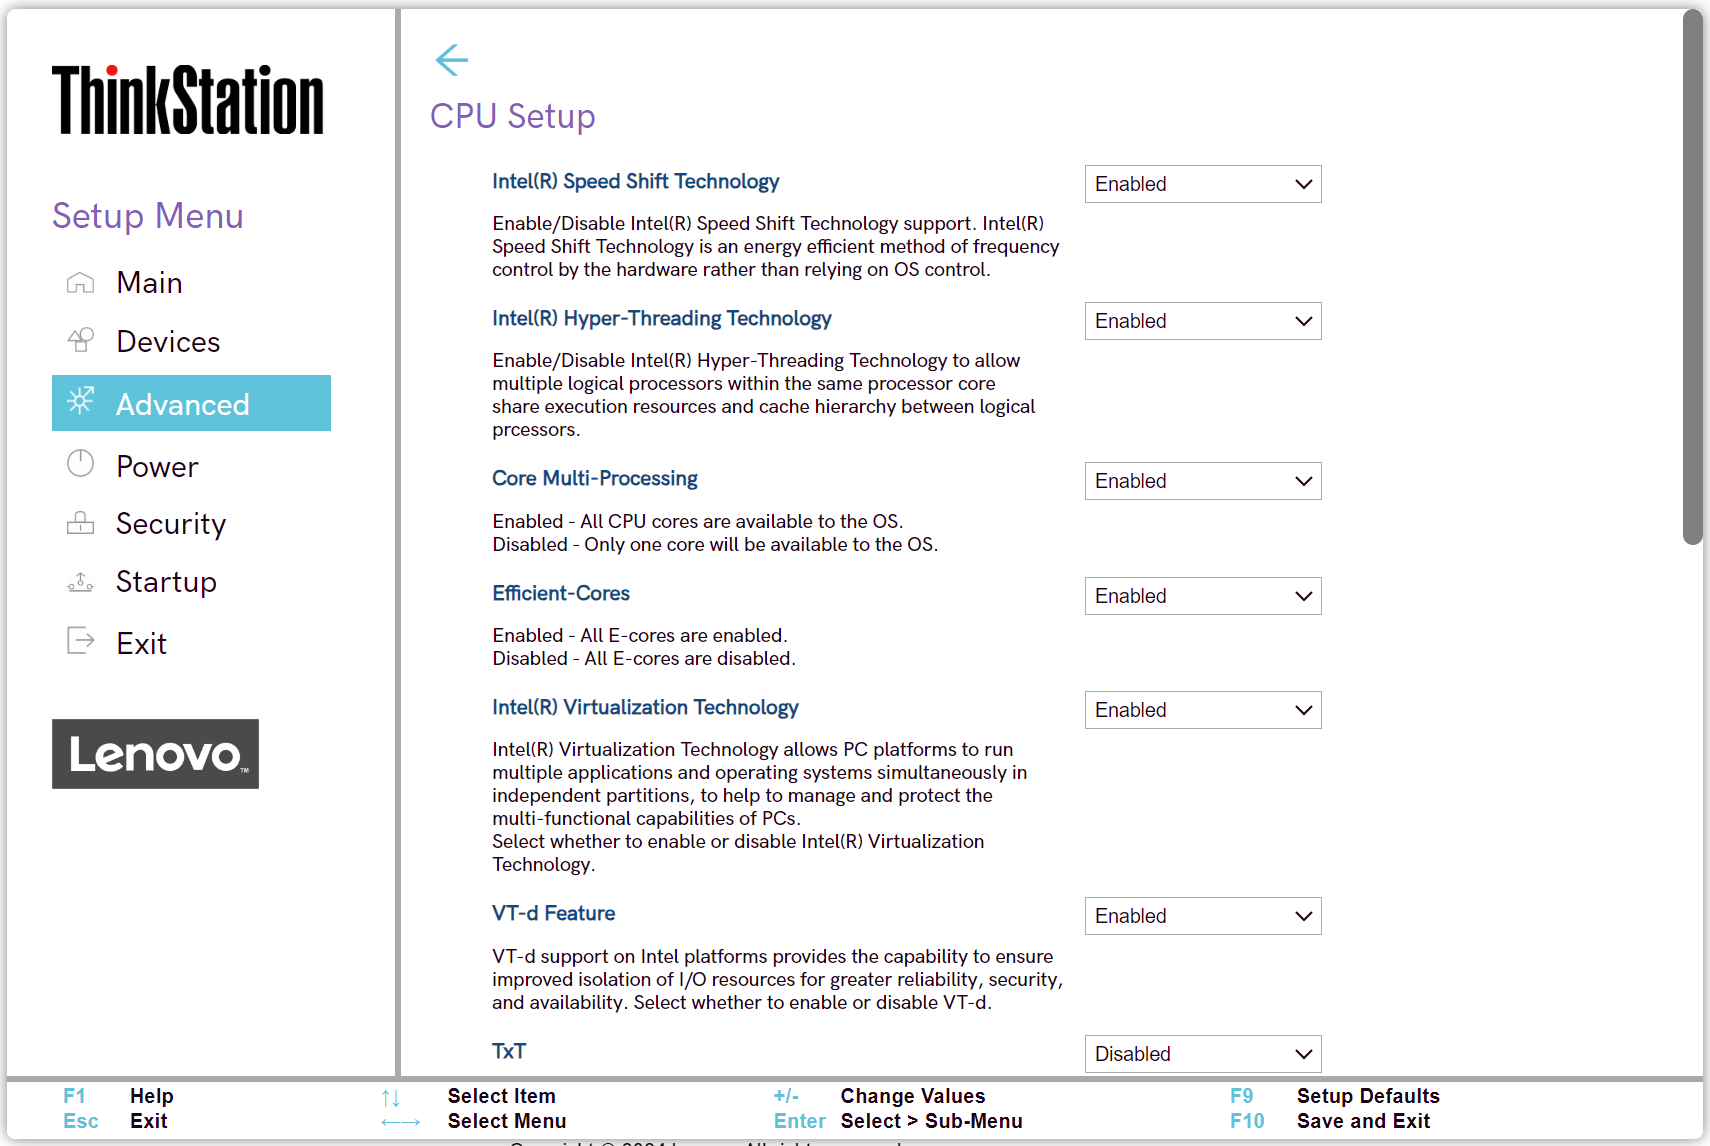 ThinkStation
Setup Menu
Main
Devices
Advanced
Power
Security
Startup
Exit
Lenovo™
CPU Setup
Intel(R) Speed Shift Technology
Enabled
Enable/Disable Intel(R) Speed Shift Technology support. Intel(R)
Speed Shift Technology is an energy efficient method of frequency
control by the hardware rather than relying on OS control.
Intel(R) Hyper-Threading Technology
Enabled
Enable/Disable Intel(R) Hyper-Threading Technology to allow
multiple logical processors within the same processor core
share execution resources and cache hierarchy between logical
prcessors.
Core Multi-Processing
Enabled
Enabled - All CPU cores are available to the OS.
Disabled - Only one core will be available to the OS.
Efficient-Cores
Enabled
Enabled - All E-cores are enabled.
Disabled - All E-cores are disabled.
Intel(R) Virtualization Technology
Enabled
Intel(R) Virtualization Technology allows PC platforms to run
multiple applications and operating systems simultaneously in
independent partitions, to help to manage and protect the
multi-functional capabilities of PCs.
Select whether to enable or disable Intel(R) Virtualization
Technology.
VT-d Feature
Enabled
VT-d support on Intel platforms provides the capability to ensure
improved isolation of I/O resources for greater reliability, security,
and availability. Select whether to enable or disable VT-d.
TxT
Disabled
F1 Help ↑↓ Select Item +/- Change Values F9 Setup Defaults
Esc Exit ←→ Select Menu Enter Select > Sub-Menu F10 Save and Exit